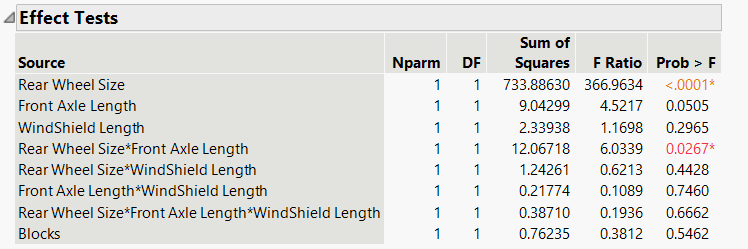 Effect Tests
Sum of
Source Nparm DF Squares F Ratio Prob > F
Rear Wheel Size 1 1 733.88630 366.9634 <.0001*
Front Axle Length 1 1 9.04299 4.5217 0.0505
WindShield Length 1 1 2.33938 1.1698 0.2965
Rear Wheel Size*Front Axle Length 1 1 12.06718 6.0339 0.0267*
Rear Wheel Size*WindShield Length 1 1 1.24261 0.6213 0.4428
Front Axle Length*WindShield Length 1 1 0.21774 0.1089 0.7460
Rear Wheel Size*Front Axle Length*WindShield Length 1 1 0.38710 0.1936 0.6662
Blocks 1 1 0.76235 0.3812 0.5462